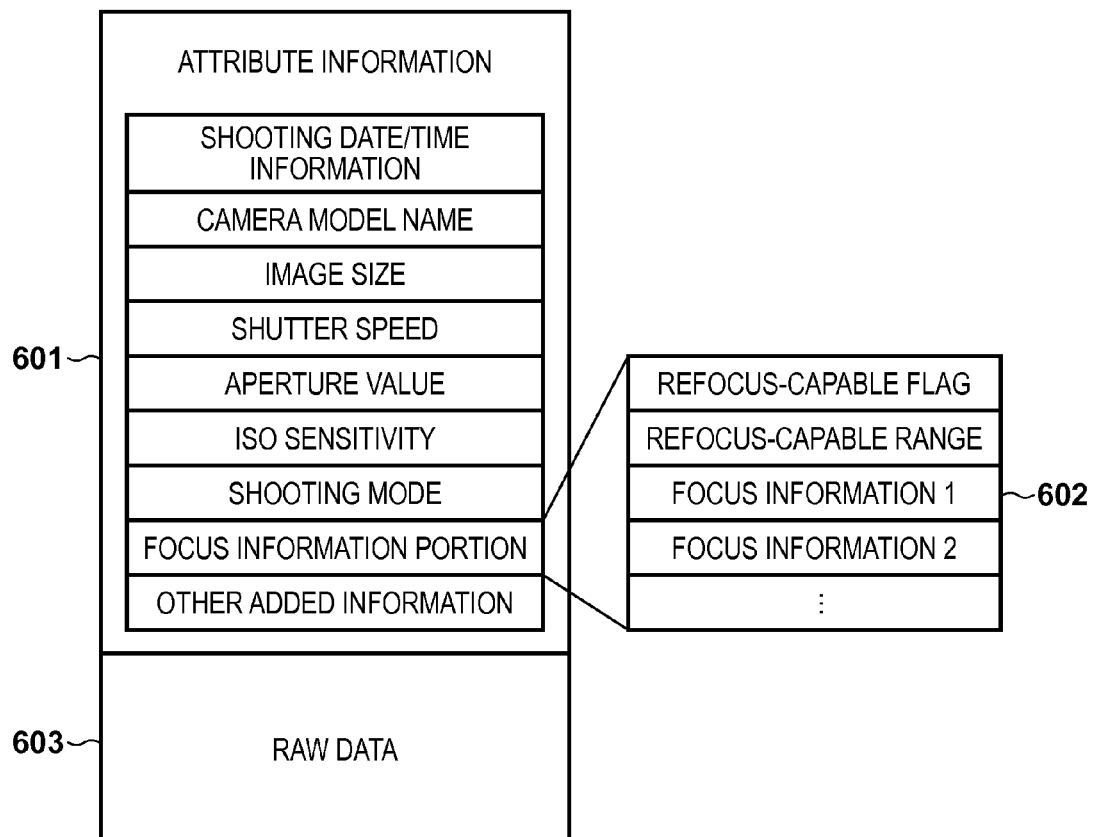 ATTRIBUTE INFORMATION
SHOOTING DATE/TIME
INFORMATION
CAMERA MODEL NAME
IMAGE SIZE
SHUTTER SPEED
601
APERTURE VALUE
ISO SENSITIVITY
SHOOTING MODE
FOCUS INFORMATION PORTION
OTHER ADDED INFORMATION
REFOCUS-CAPABLE FLAG
REFOCUS-CAPABLE RANGE
FOCUS INFORMATION 1
602
FOCUS INFORMATION 2
⋮
603
RAW DATA